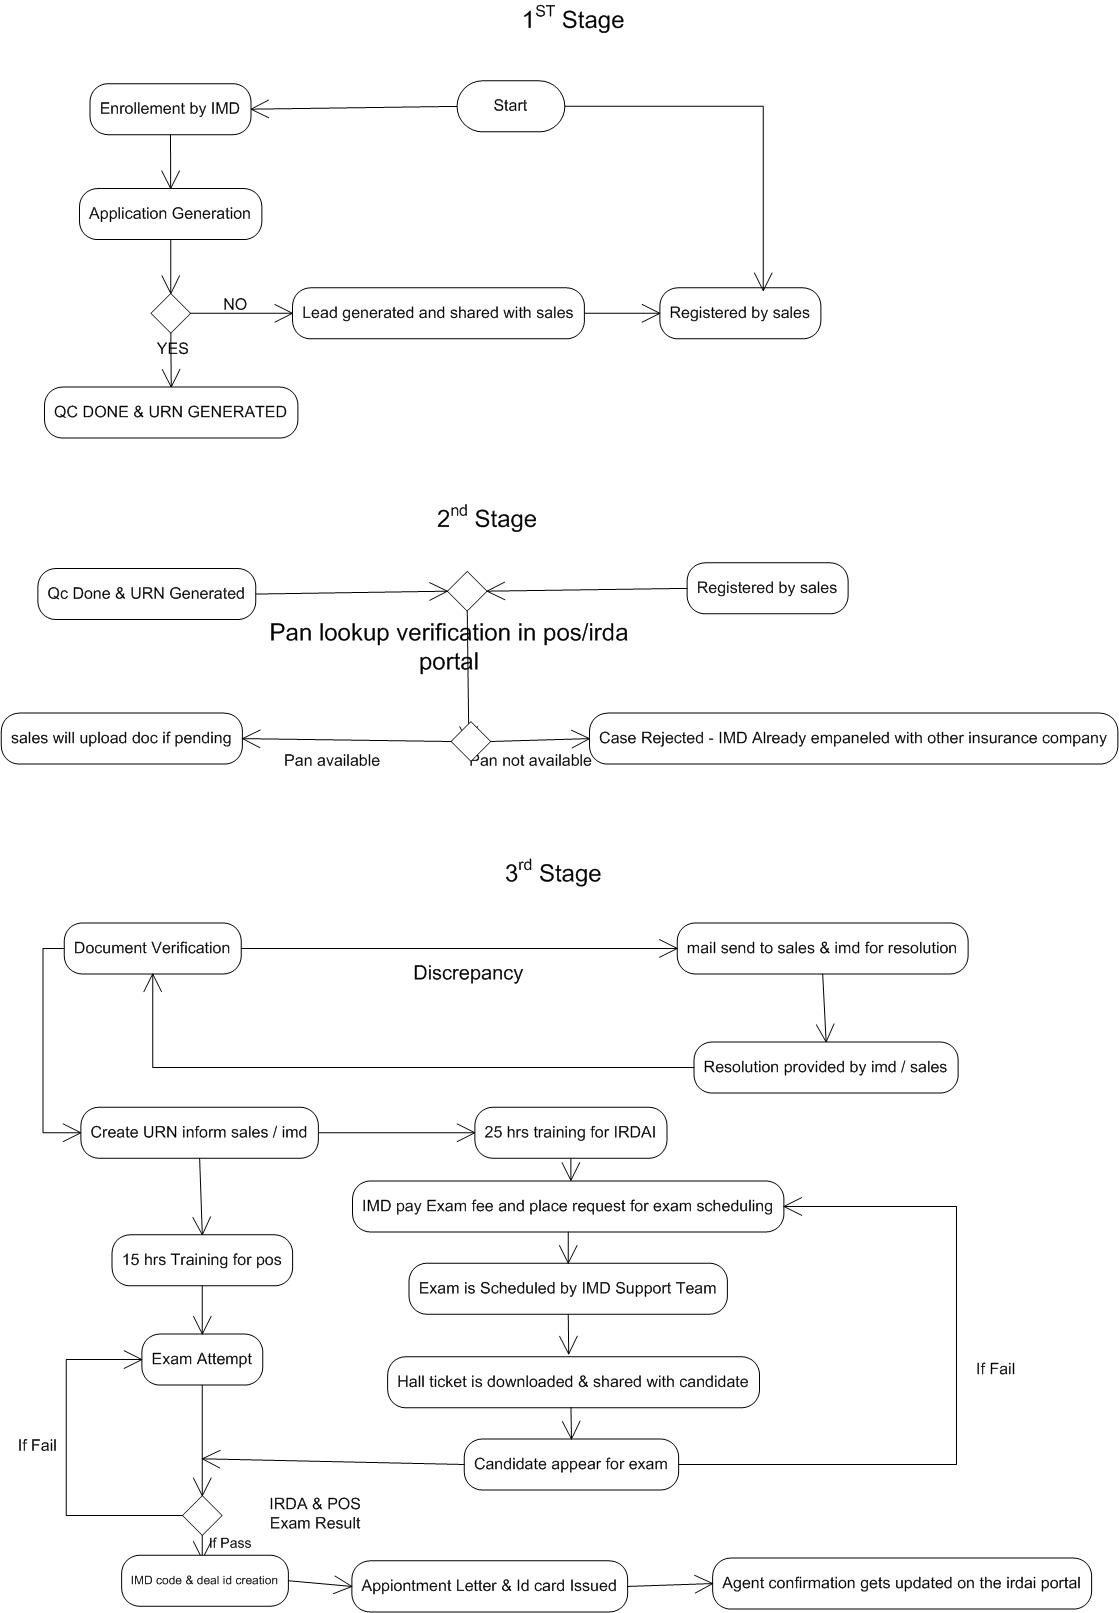 1ST Stage
Start
Enrollement by IMD
Application Generation
NO
Lead generated and shared with sales
Registered by sales
YES
QC DONE & URN GENERATED
2nd Stage
Qc Done & URN Generated
Registered by sales
Pan lookup verification in pos/irda
portal
sales will upload doc if pending
Case Rejected - IMD Already empaneled with other insurance company
Pan available
Pan not available
3rd Stage
Document Verification
mail send to sales & imd for resolution
Discrepancy
Resolution provided by imd / sales
Create URN inform sales / imd
25 hrs training for IRDAI
IMD pay Exam fee and place request for exam scheduling
15 hrs Training for pos
Exam is Scheduled by IMD Support Team
Exam Attempt
If Fail
Hall ticket is downloaded & shared with candidate
If Fail
Candidate appear for exam
IRDA & POS
Exam Result
If Pass
IMD code & deal id creation
Appiontment Letter & Id card Issued
Agent confirmation gets updated on the irdai portal